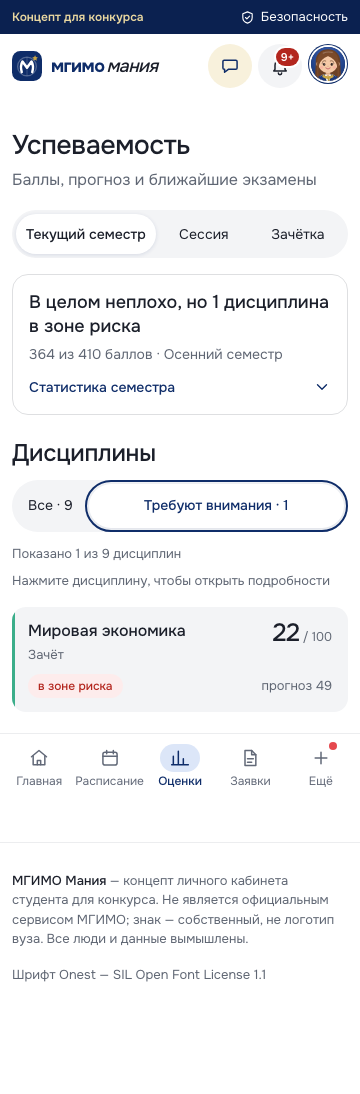 Концепт для конкурса
Безопасность
мгимо мания
9+
Успеваемость
Баллы, прогноз и ближайшие экзамены
Текущий семестр
Сессия
Зачётка
В целом неплохо, но 1 дисциплина
в зоне риска
364 из 410 баллов · Осенний семестр
Статистика семестра
Дисциплины
Все · 9
Требуют внимания · 1
Показано 1 из 9 дисциплин
Нажмите дисциплину, чтобы открыть подробности
Мировая экономика
22 / 100
Зачёт
в зоне риска
прогноз 49
Главная
Расписание
Оценки
Заявки
Ещё
МГИМО Мания — концепт личного кабинета
студента для конкурса. Не является официальным
сервисом МГИМО; знак — собственный, не логотип
вуза. Все люди и данные вымышлены.
Шрифт Onest — SIL Open Font License 1.1